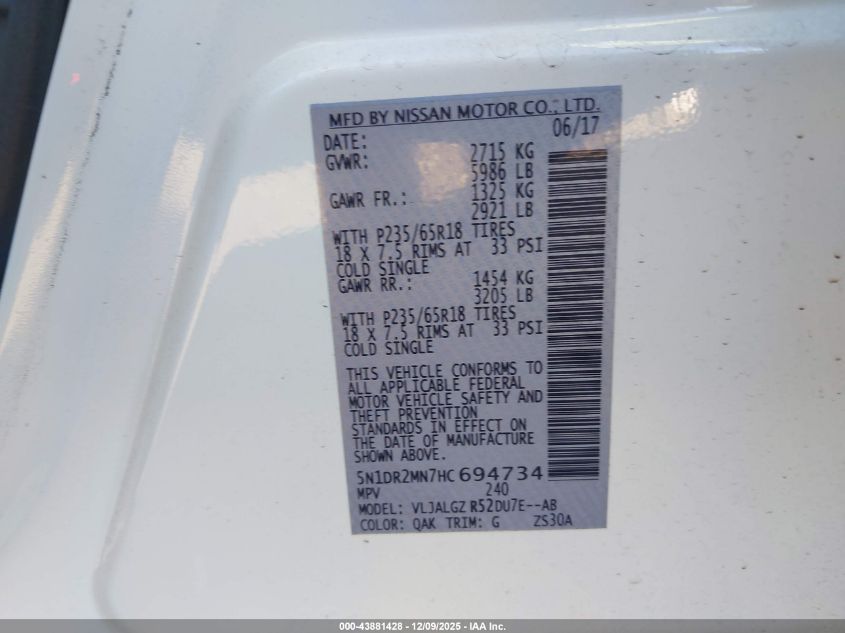 MFD BY NISSAN MOTOR CO., LTD.
DATE: 06/17
GVWR: 2715 KG
5986 LB
GAWR FR.: 1325 KG
2921 LB
WITH P235/65R18 TIRES
18 X 7.5 RIMS AT 33 PSI
COLD SINGLE
GAWR RR.: 1454 KG
3205 LB
WITH P235/65R18 TIRES
18 X 7.5 RIMS AT 33 PSI
COLD SINGLE
THIS VEHICLE CONFORMS TO
ALL APPLICABLE FEDERAL
MOTOR VEHICLE SAFETY AND
THEFT PREVENTION
STANDARDS IN EFFECT ON
THE DATE OF MANUFACTURE
SHOWN ABOVE.
5N1DR2MN7HC694734
MPV 240
MODEL: VLJALGZ R52DU7E--AB
COLOR: QAK TRIM: G ZS30A
000-43881428 - 12/09/2025 - IAA Inc.